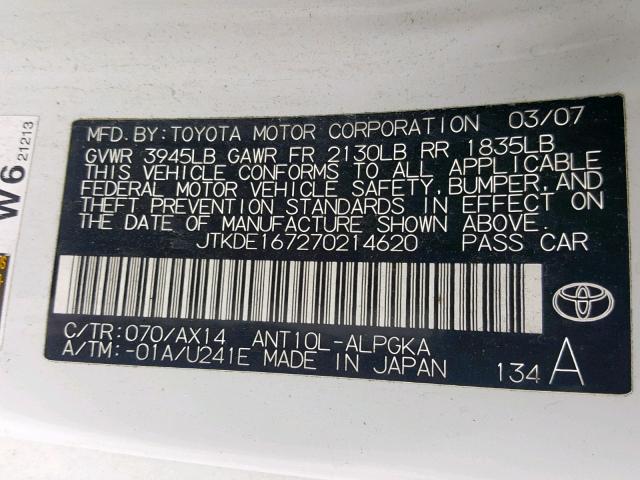 MFD. BY: TOYOTA MOTOR CORPORATION 03/07
GVWR 3945LB GAWR FR 2130LB RR 1835LB
THIS VEHICLE CONFORMS TO ALL APPLICABLE
FEDERAL MOTOR VEHICLE SAFETY, BUMPER, AND
THEFT PREVENTION STANDARDS IN EFFECT ON
THE DATE OF MANUFACTURE SHOWN ABOVE.
JTKDE167270214620 PASS CAR
C/TR: 070/AX14 ANT10L-ALPGKA
A/TM: -01A/U241E MADE IN JAPAN
134 A
W6
21213